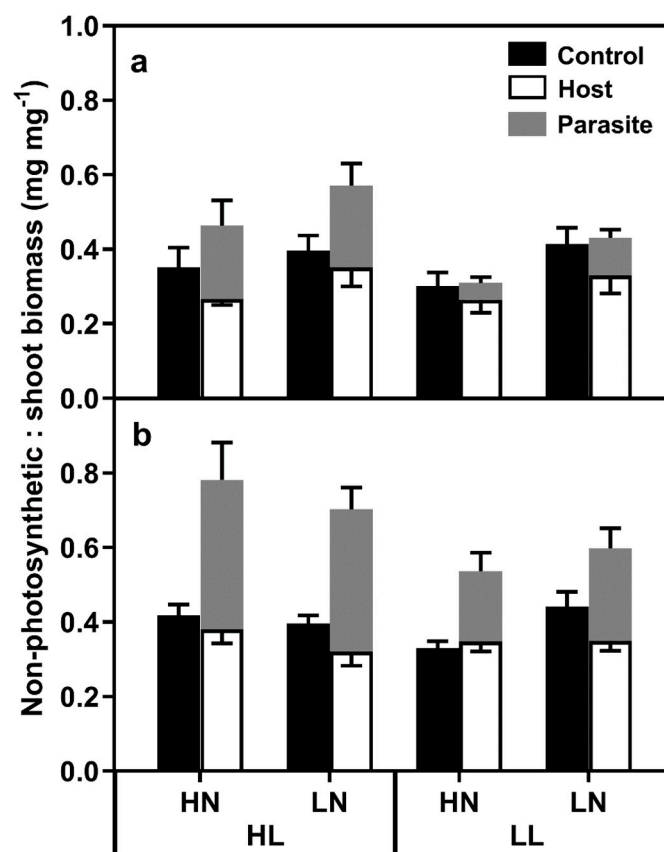 Non-photosynthetic : shoot biomass (mg mg⁻¹)
1.0
a
Control
Host
Parasite
0.8
0.6
0.4
0.2
0.0
b
0.8
0.6
0.4
0.2
0.0
HN LN HN LN
HL LL